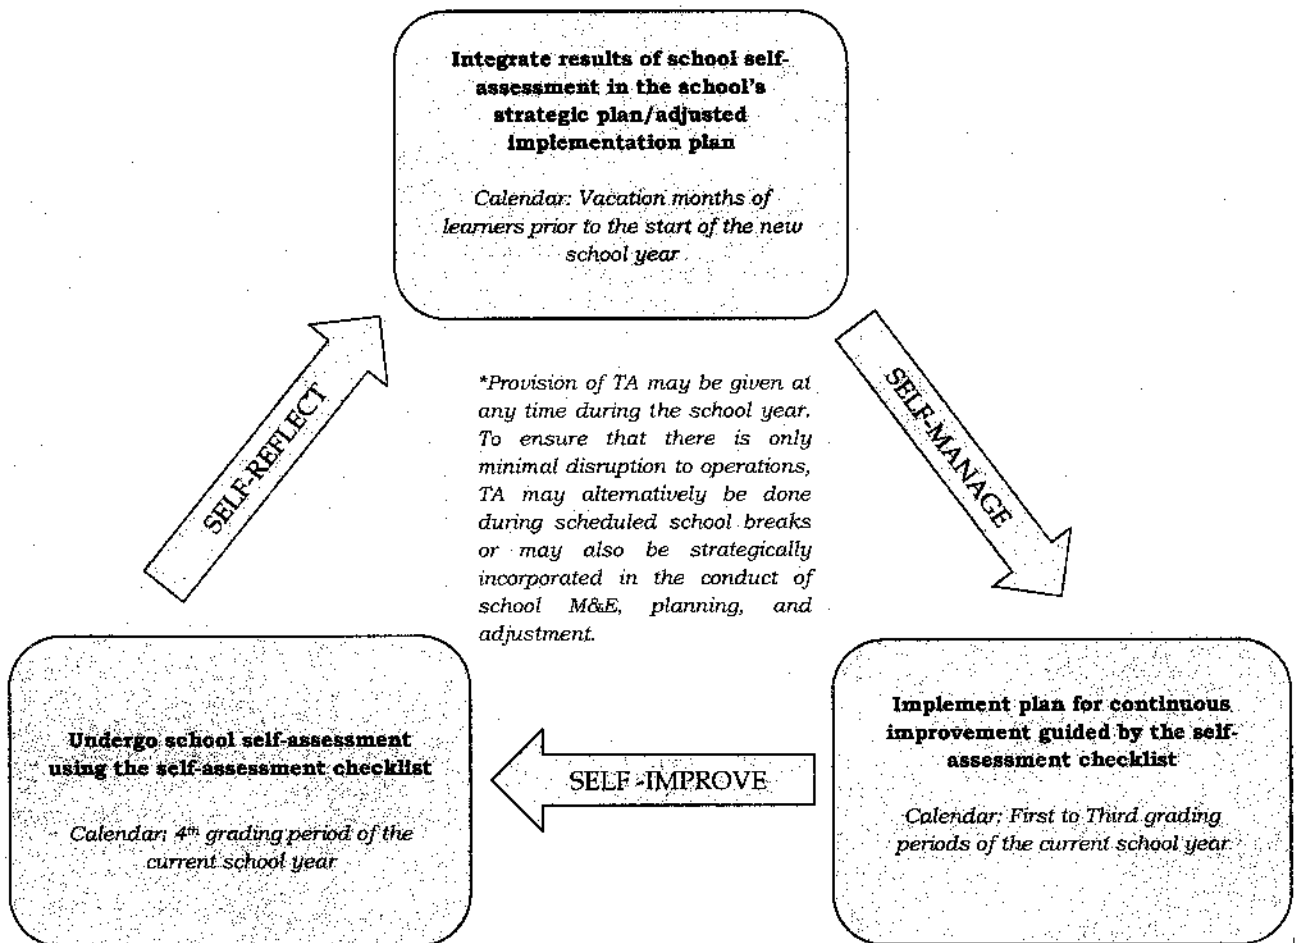 Integrate results of school self-
assessment in the school's
strategic plan/adjusted
implementation plan
Calendar: Vacation months of
learners prior to the start of the new
school year
SELF-REFLECT
SELF-MANAGE
*Provision of TA may be given at
any time during the school year.
To ensure that there is only
minimal disruption to operations,
TA may alternatively be done
during scheduled school breaks
or may also be strategically
incorporated in the conduct of
school M&E, planning, and
adjustment.
Undergo school self-assessment
using the self-assessment checklist
Calendar: 4th grading period of the
current school year
SELF-IMPROVE
Implement plan for continuous
improvement guided by the self-
assessment checklist
Calendar: First to Third grading
periods of the current school year